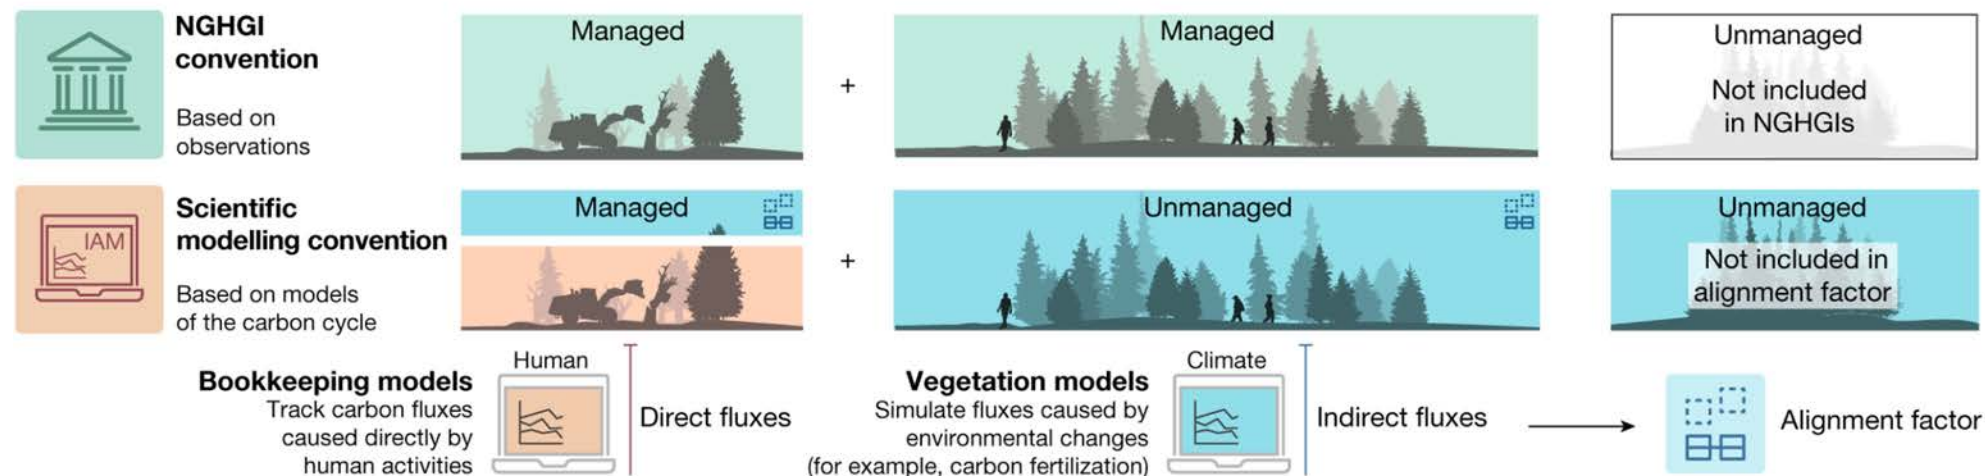 NGHGI
convention
Based on
observations
Managed
+
Managed
Unmanaged
Not included
in NGHGIs
IAM
Scientific
modelling convention
Based on models
of the carbon cycle
Managed
+
Unmanaged
Unmanaged
Not included in
alignment factor
Bookkeeping models
Track carbon fluxes
caused directly by
human activities
Human
Direct fluxes
Vegetation models
Simulate fluxes caused by
environmental changes
(for example, carbon fertilization)
Climate
Indirect fluxes
Alignment factor